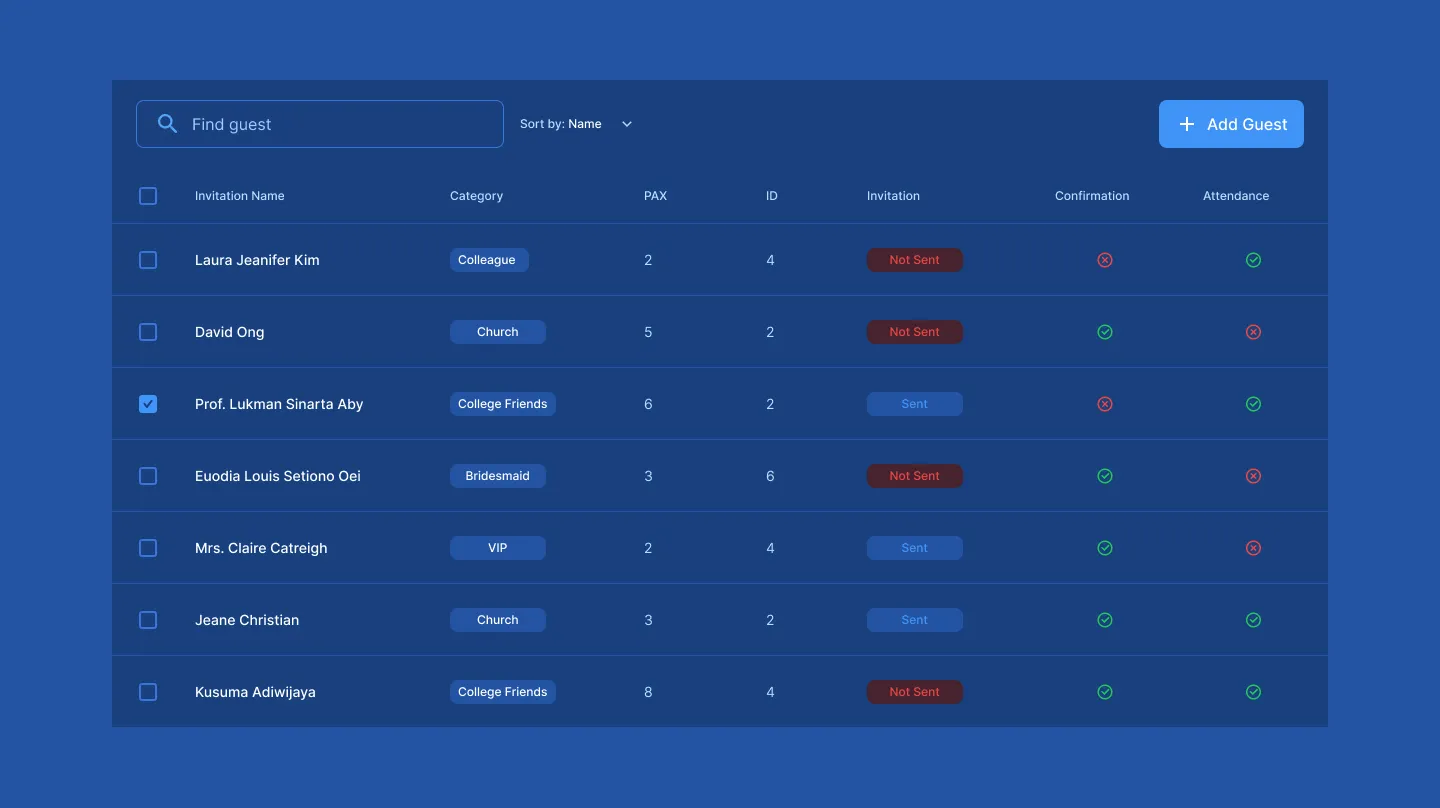 Find guest Sort by: Name Add Guest
Invitation Name Category PAX ID Invitation Confirmation Attendance
Laura Jeanifer Kim Colleague 2 4 Not Sent
David Ong Church 5 2 Not Sent
Prof. Lukman Sinarta Aby College Friends 6 2 Sent
Euodia Louis Setiono Oei Bridesmaid 3 6 Not Sent
Mrs. Claire Catreigh VIP 2 4 Sent
Jeane Christian Church 3 2 Sent
Kusuma Adiwijaya College Friends 8 4 Not Sent